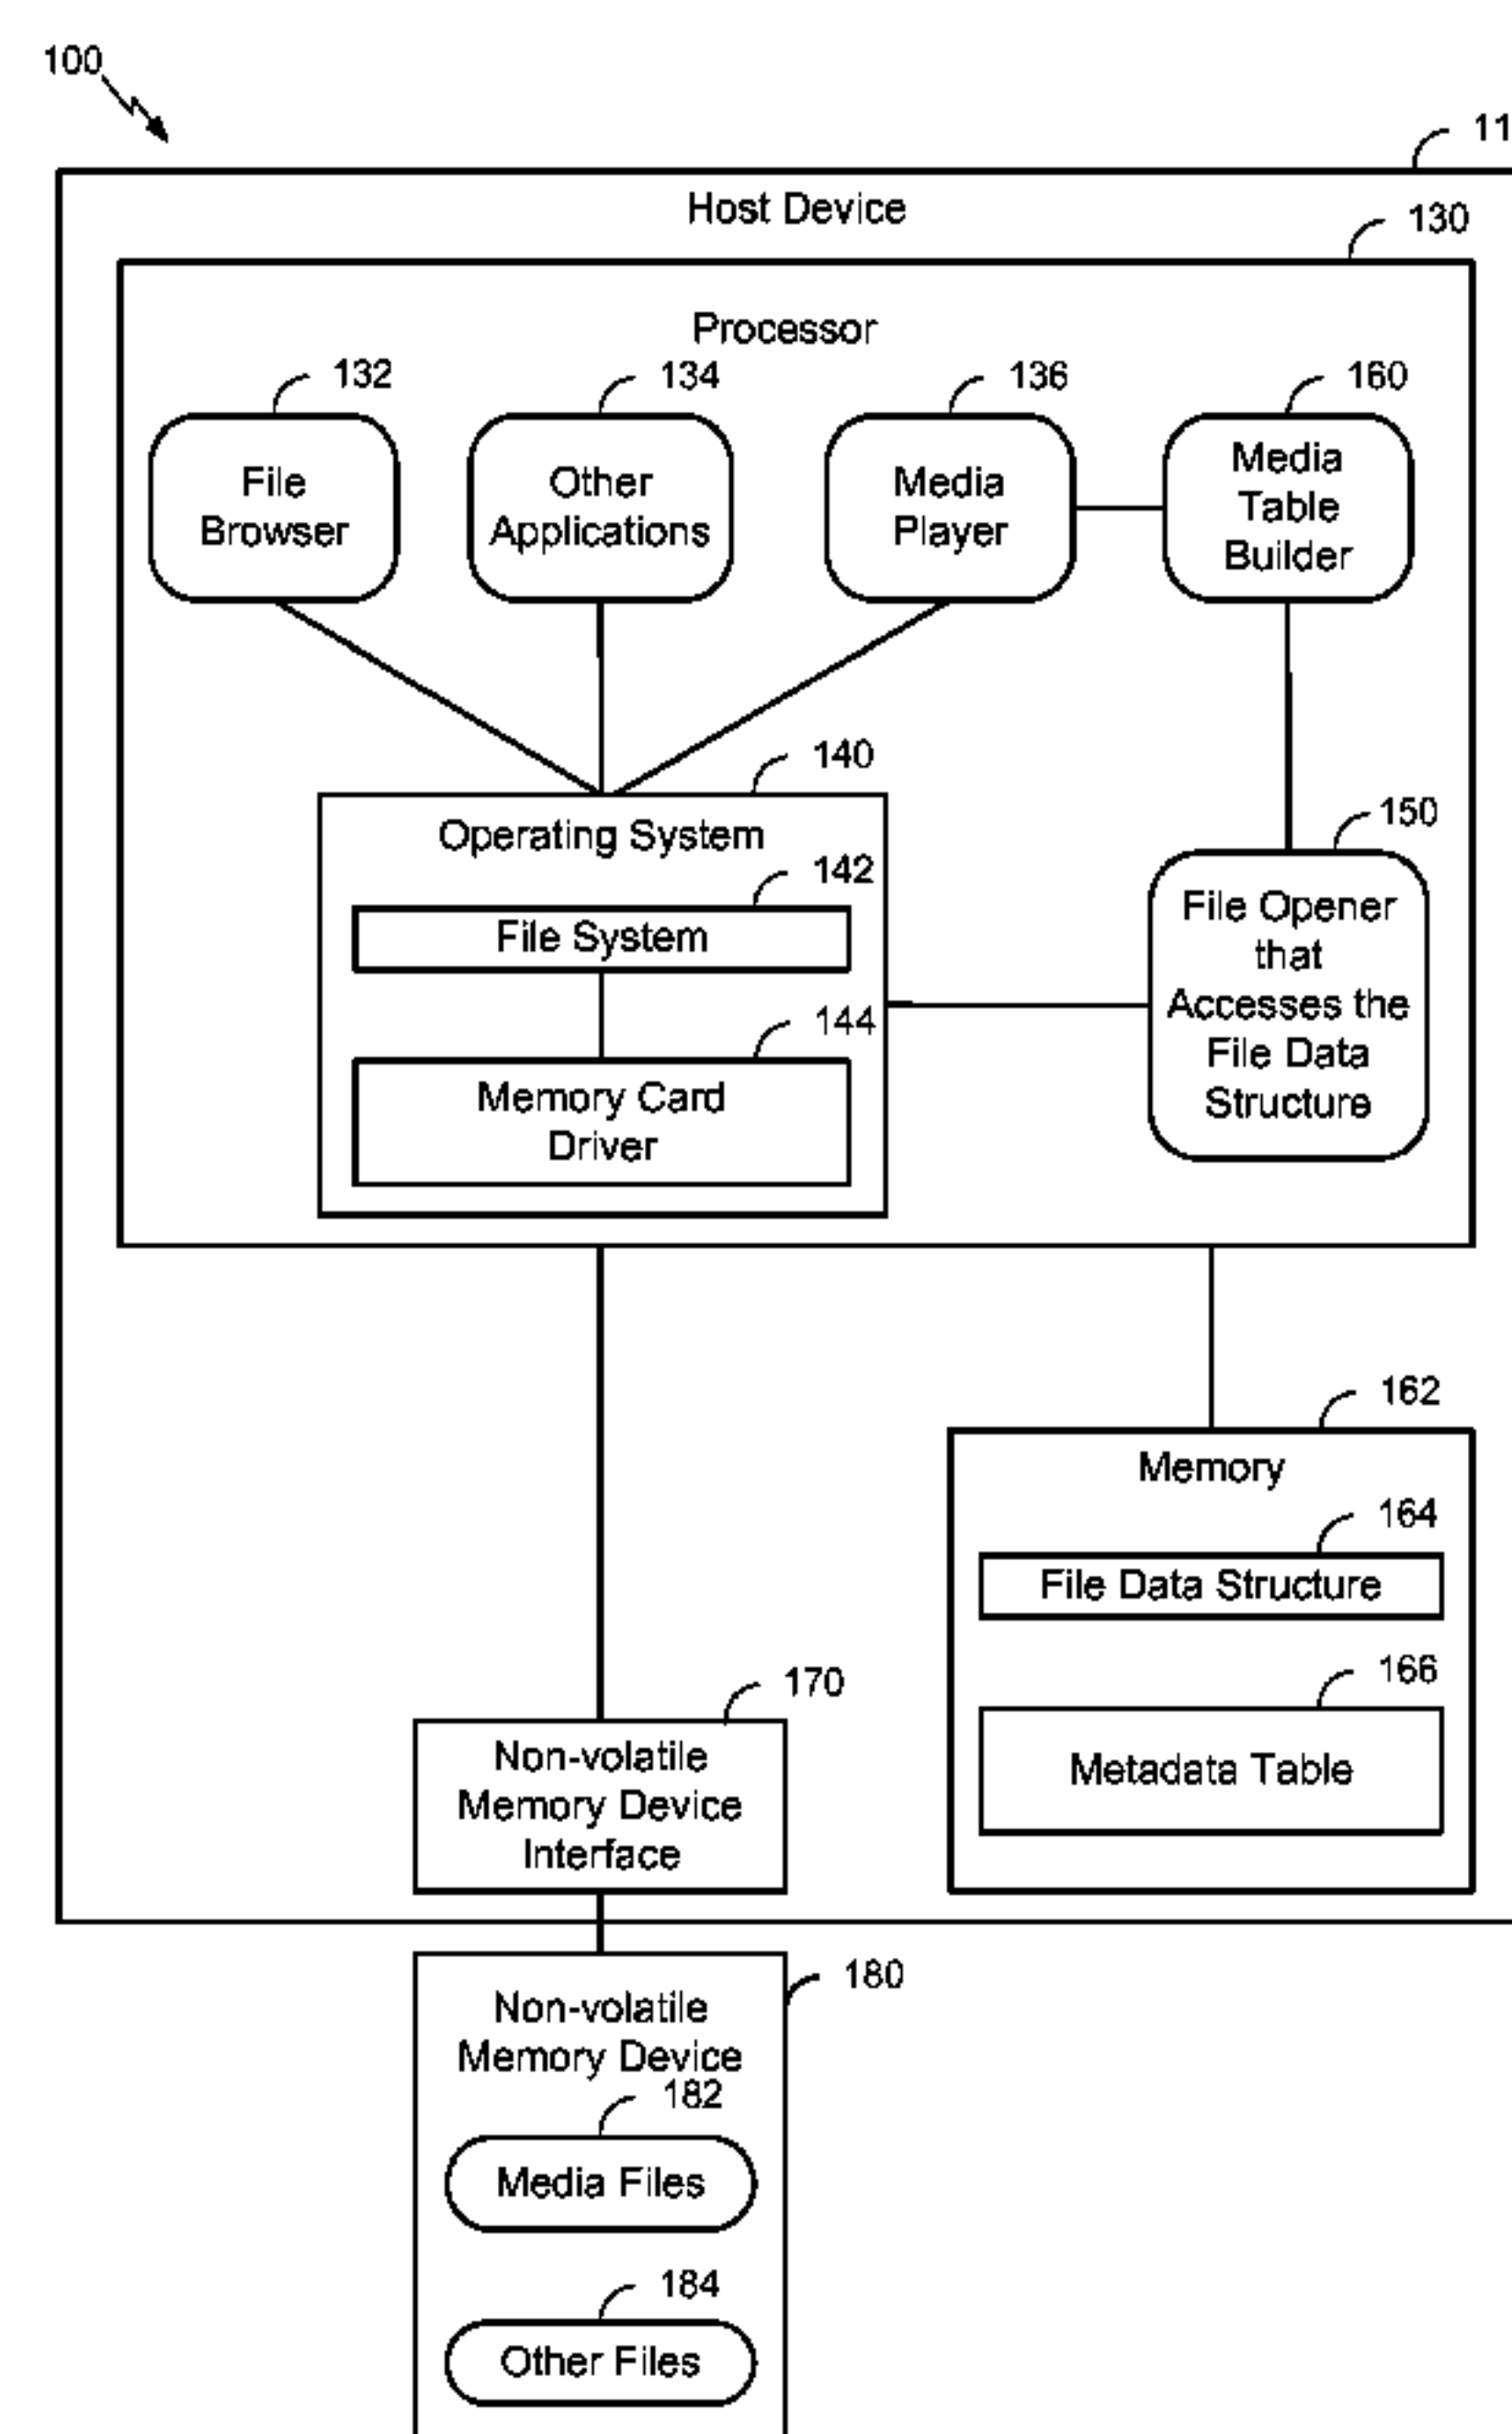 100
11
Host Device
130
Processor
132
134
136
160
File
Browser
Other
Applications
Media
Player
Media
Table
Builder
140
Operating System
142
File System
144
Memory Card
Driver
150
File Opener
that
Accesses the
File Data
Structure
162
Memory
164
File Data Structure
166
Metadata Table
170
Non-volatile
Memory Device
Interface
180
Non-volatile
Memory Device
182
Media Files
184
Other Files